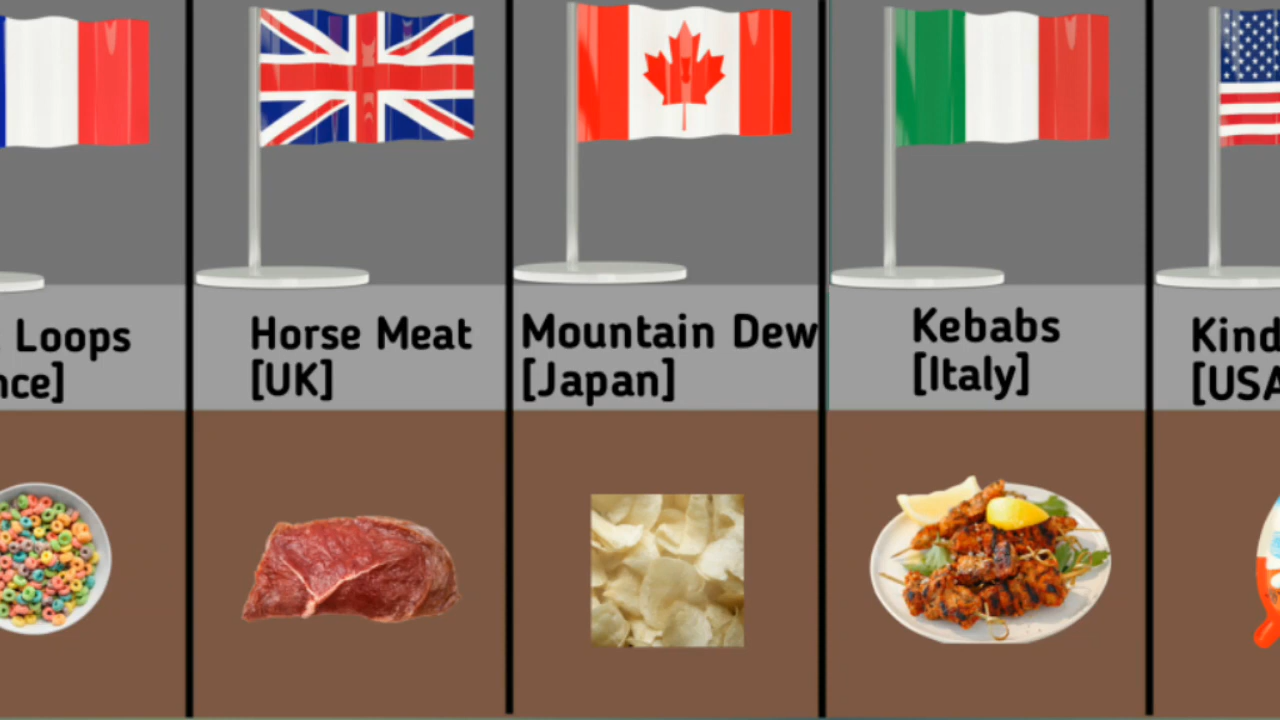 Loops
nce]
Horse Meat
[UK]
Mountain Dew
[Japan]
Kebabs
[Italy]
Kind
[USA